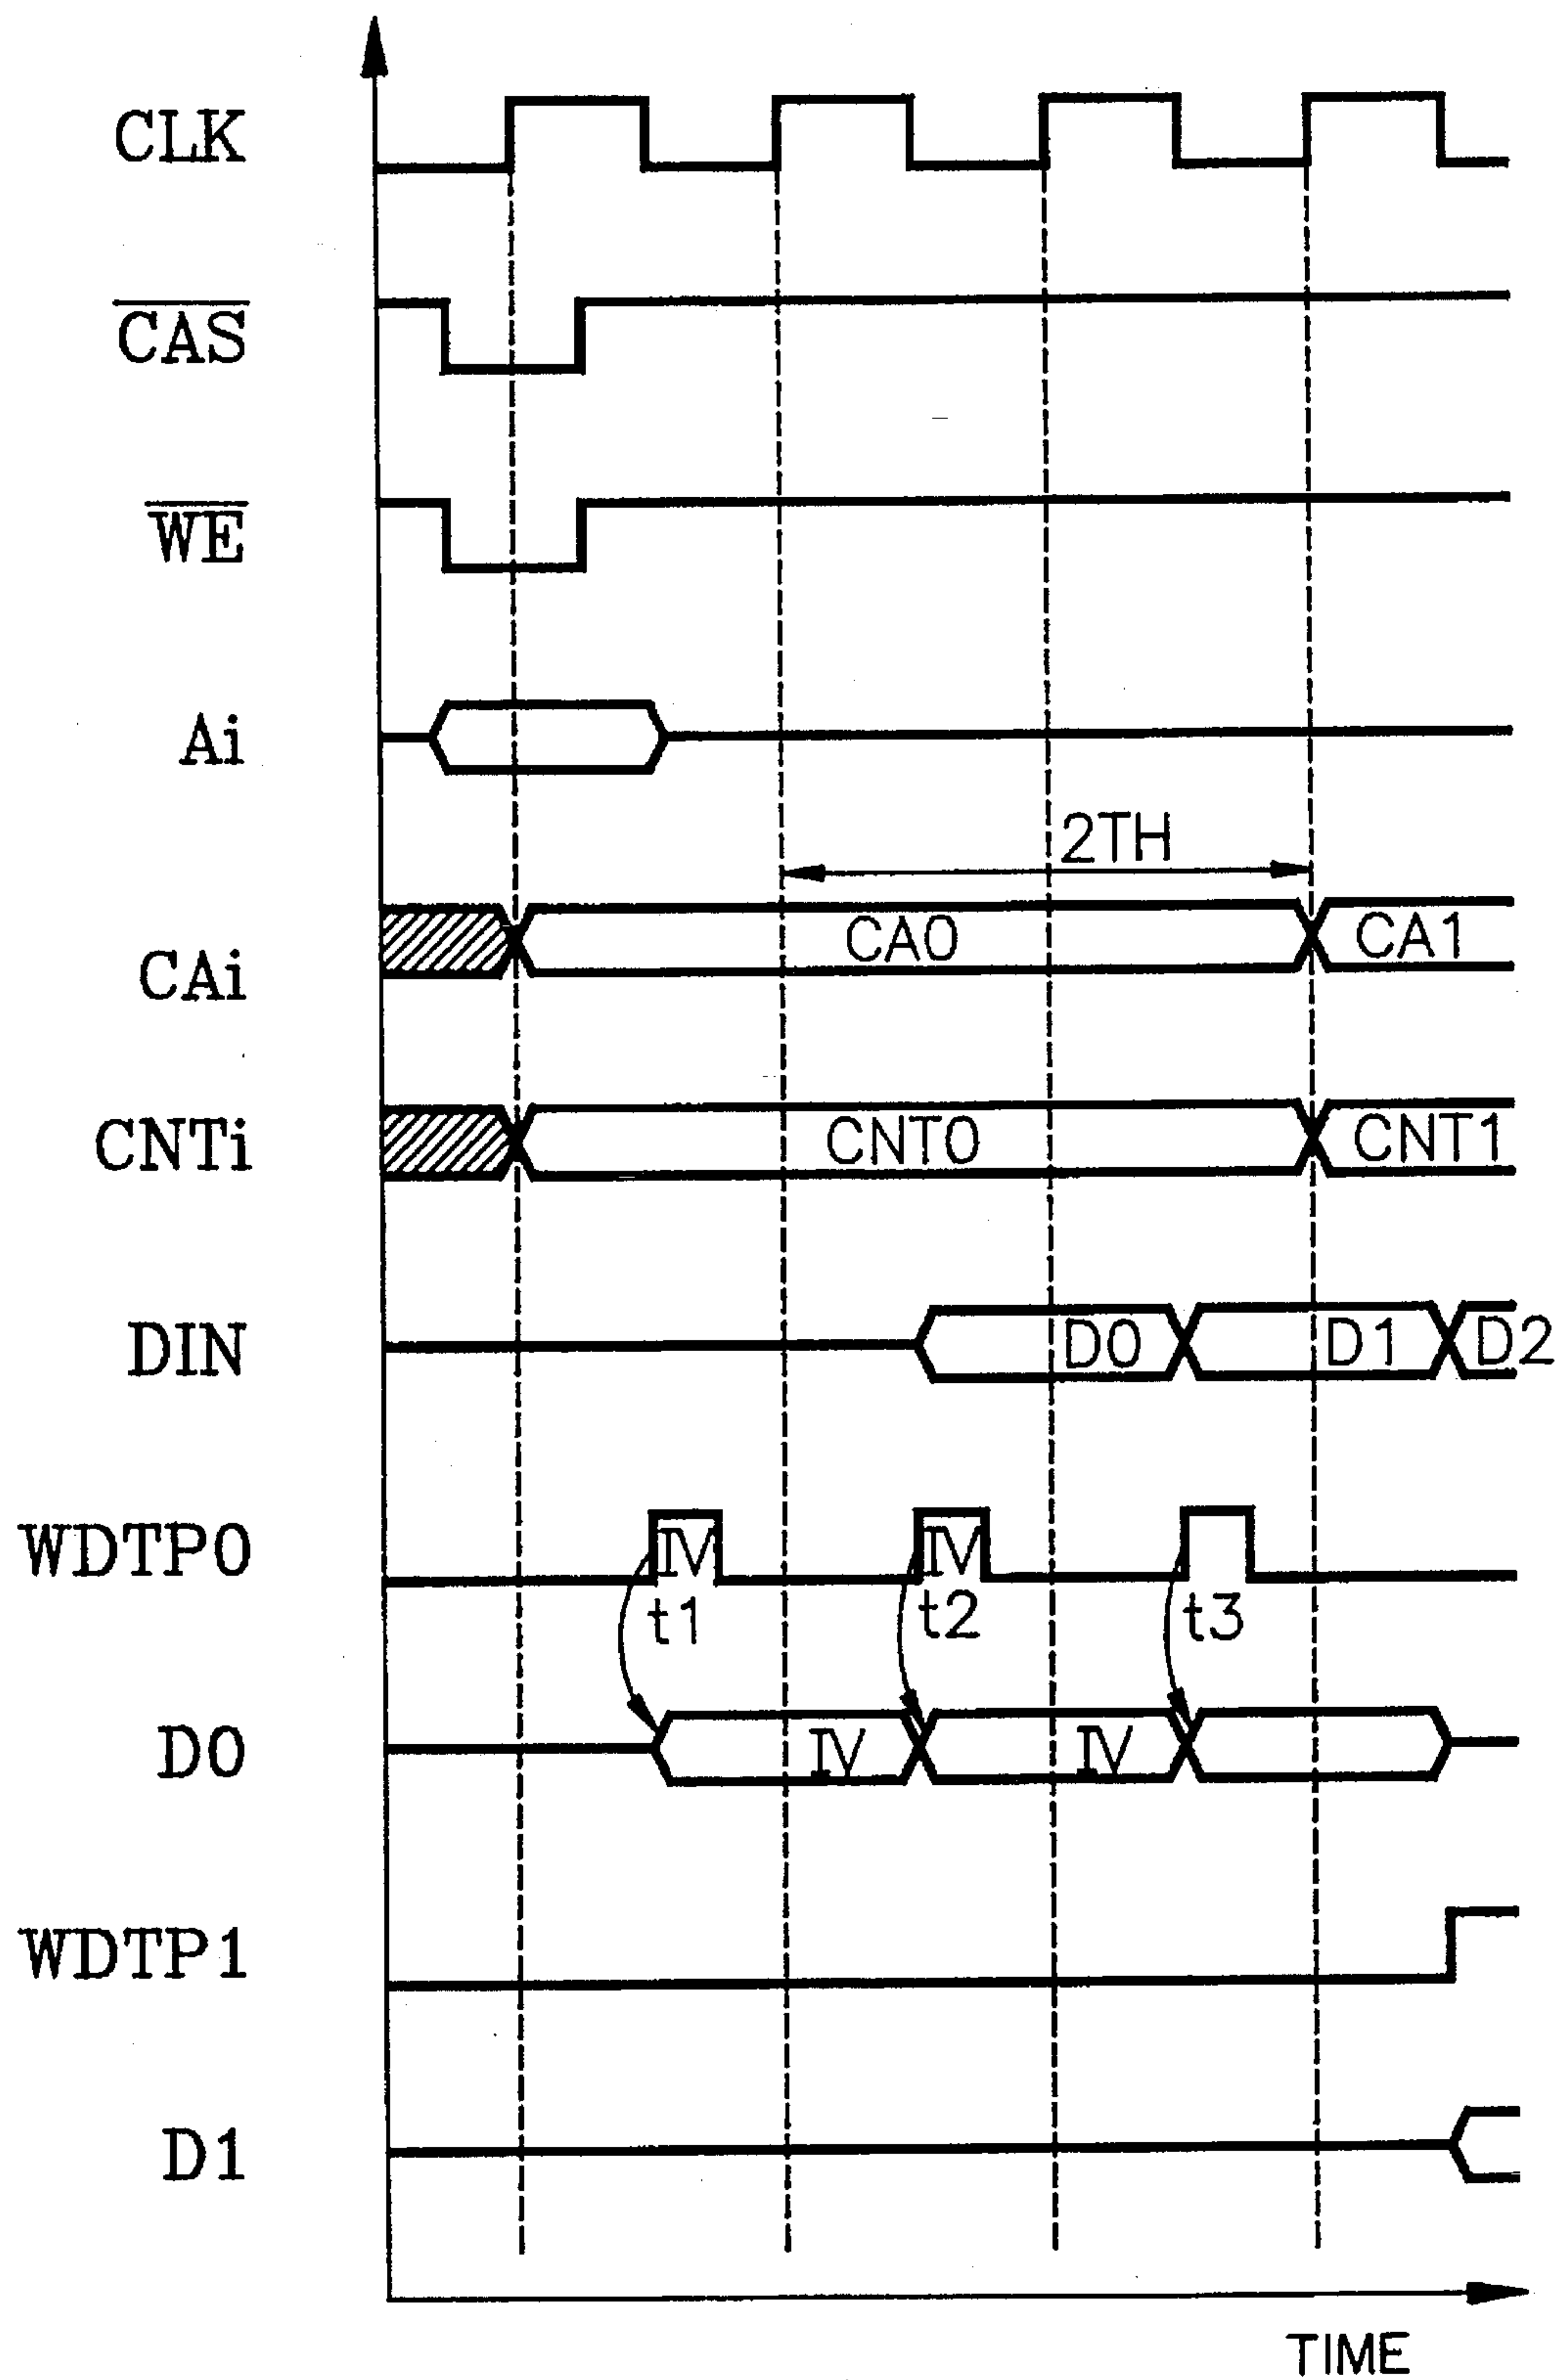 CLK
CAS
WE
Ai
2TH
CAi CA0 CA1
CNTi CNT0 CNT1
DIN D0 D1 D2
WDTP0 IV IV
t1 t2 t3
D0 IV IV
WDTP1
D1
TIME